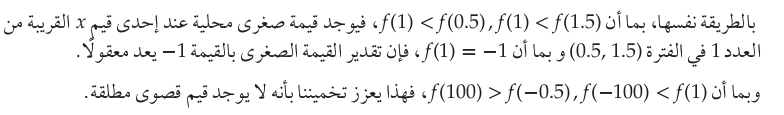 بالطريقة نفسها، بما أن f(1) < f(0.5), f(1) < f(1.5)، فيوجد قيمة صغرى محلية عند إحدى قيم x القريبة من
العدد 1 في الفترة (0.5, 1.5) و بما أن f(1) = −1، فإن تقدير القيمة الصغرى بالقيمة 1− يعد معقولًا.
وبما أن f(100) > f(−0.5), f(−100) < f(1)، فهذا يعزز تخميننا بأنه لا يوجد قيم قصوى مطلقة.